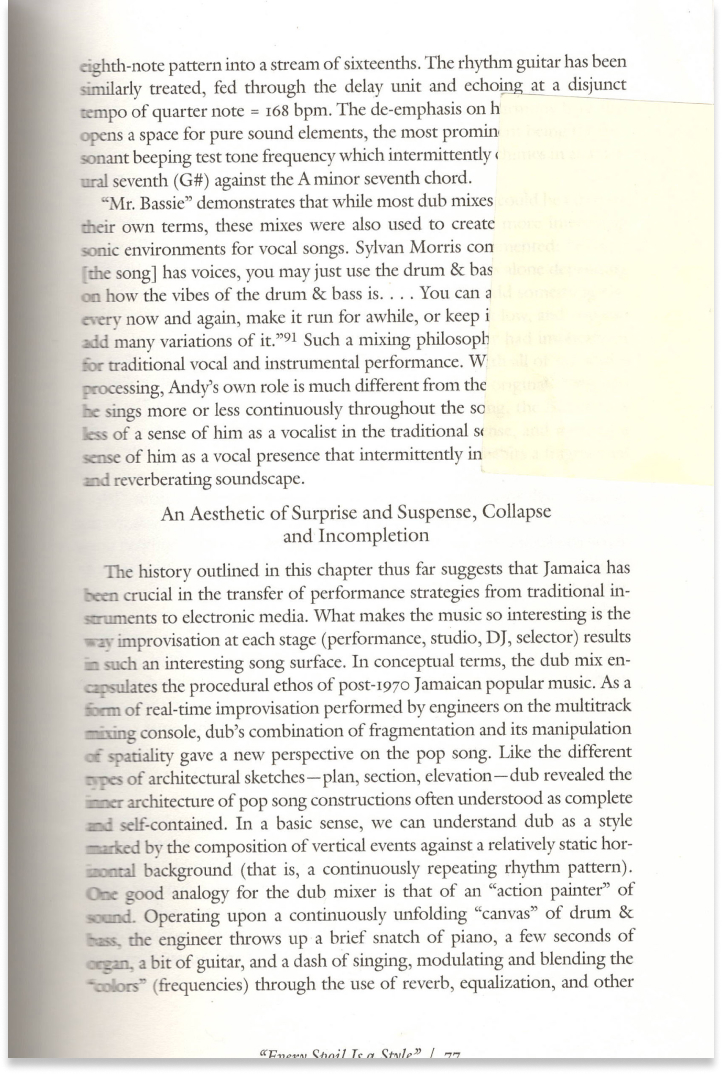 eighth-note pattern into a stream of sixteenths. The rhythm guitar has been
similarly treated, fed through the delay unit and echoing at a disjunct
tempo of quarter note = 168 bpm. The de-emphasis on h
opens a space for pure sound elements, the most promin
sonant beeping test tone frequency which intermittently
ural seventh (G#) against the A minor seventh chord.
“Mr. Bassie” demonstrates that while most dub mixes
their own terms, these mixes were also used to create
sonic environments for vocal songs. Sylvan Morris com
[the song] has voices, you may just use the drum & bas
on how the vibes of the drum & bass is. . . . You can a
every now and again, make it run for awhile, or keep i
add many variations of it.”91 Such a mixing philosoph
for traditional vocal and instrumental performance. W
processing, Andy’s own role is much different from the
he sings more or less continuously throughout the so
less of a sense of him as a vocalist in the traditional se
sense of him as a vocal presence that intermittently in
and reverberating soundscape.
An Aesthetic of Surprise and Suspense, Collapse
and Incompletion
The history outlined in this chapter thus far suggests that Jamaica has
been crucial in the transfer of performance strategies from traditional in-
struments to electronic media. What makes the music so interesting is the
way improvisation at each stage (performance, studio, DJ, selector) results
in such an interesting song surface. In conceptual terms, the dub mix en-
capsulates the procedural ethos of post-1970 Jamaican popular music. As a
form of real-time improvisation performed by engineers on the multitrack
mixing console, dub’s combination of fragmentation and its manipulation
of spatiality gave a new perspective on the pop song. Like the different
types of architectural sketches—plan, section, elevation—dub revealed the
inner architecture of pop song constructions often understood as complete
and self-contained. In a basic sense, we can understand dub as a style
marked by the composition of vertical events against a relatively static hor-
izontal background (that is, a continuously repeating rhythm pattern).
One good analogy for the dub mixer is that of an “action painter” of
sound. Operating upon a continuously unfolding “canvas” of drum &
bass, the engineer throws up a brief snatch of piano, a few seconds of
organ, a bit of guitar, and a dash of singing, modulating and blending the
“colors” (frequencies) through the use of reverb, equalization, and other
“Every Spoil Is a Style” / 77